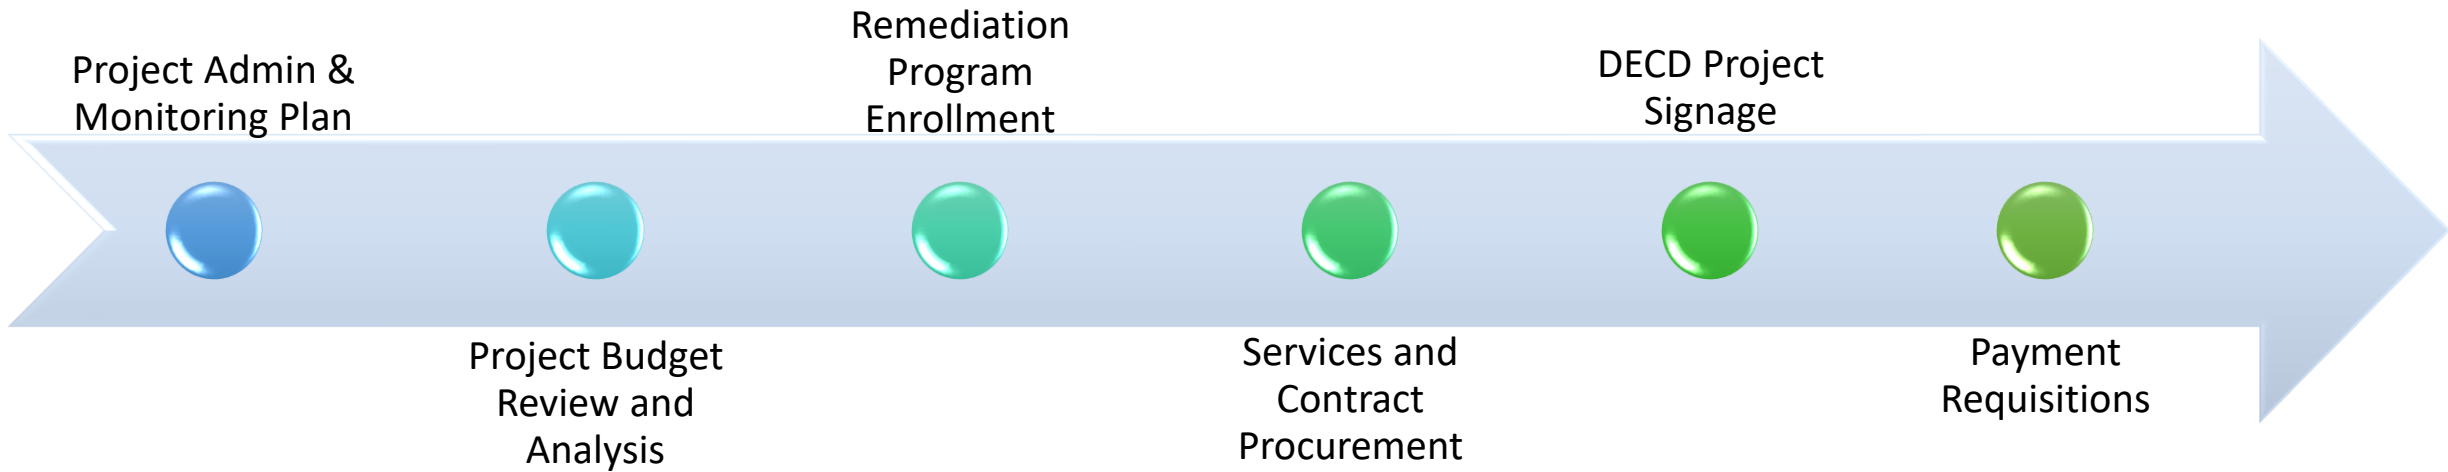 Project Admin &
Monitoring Plan
Project Budget
Review and
Analysis
Remediation
Program
Enrollment
Services and
Contract
Procurement
DECD Project
Signage
Payment
Requisitions